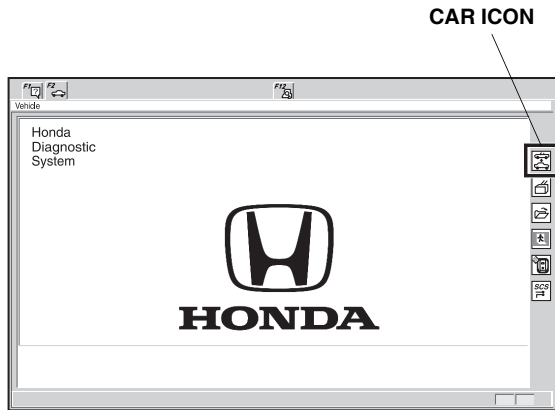 CAR ICON
F1 ? F2 F12
Vehicle
Honda
Diagnostic
System
HONDA
SCS